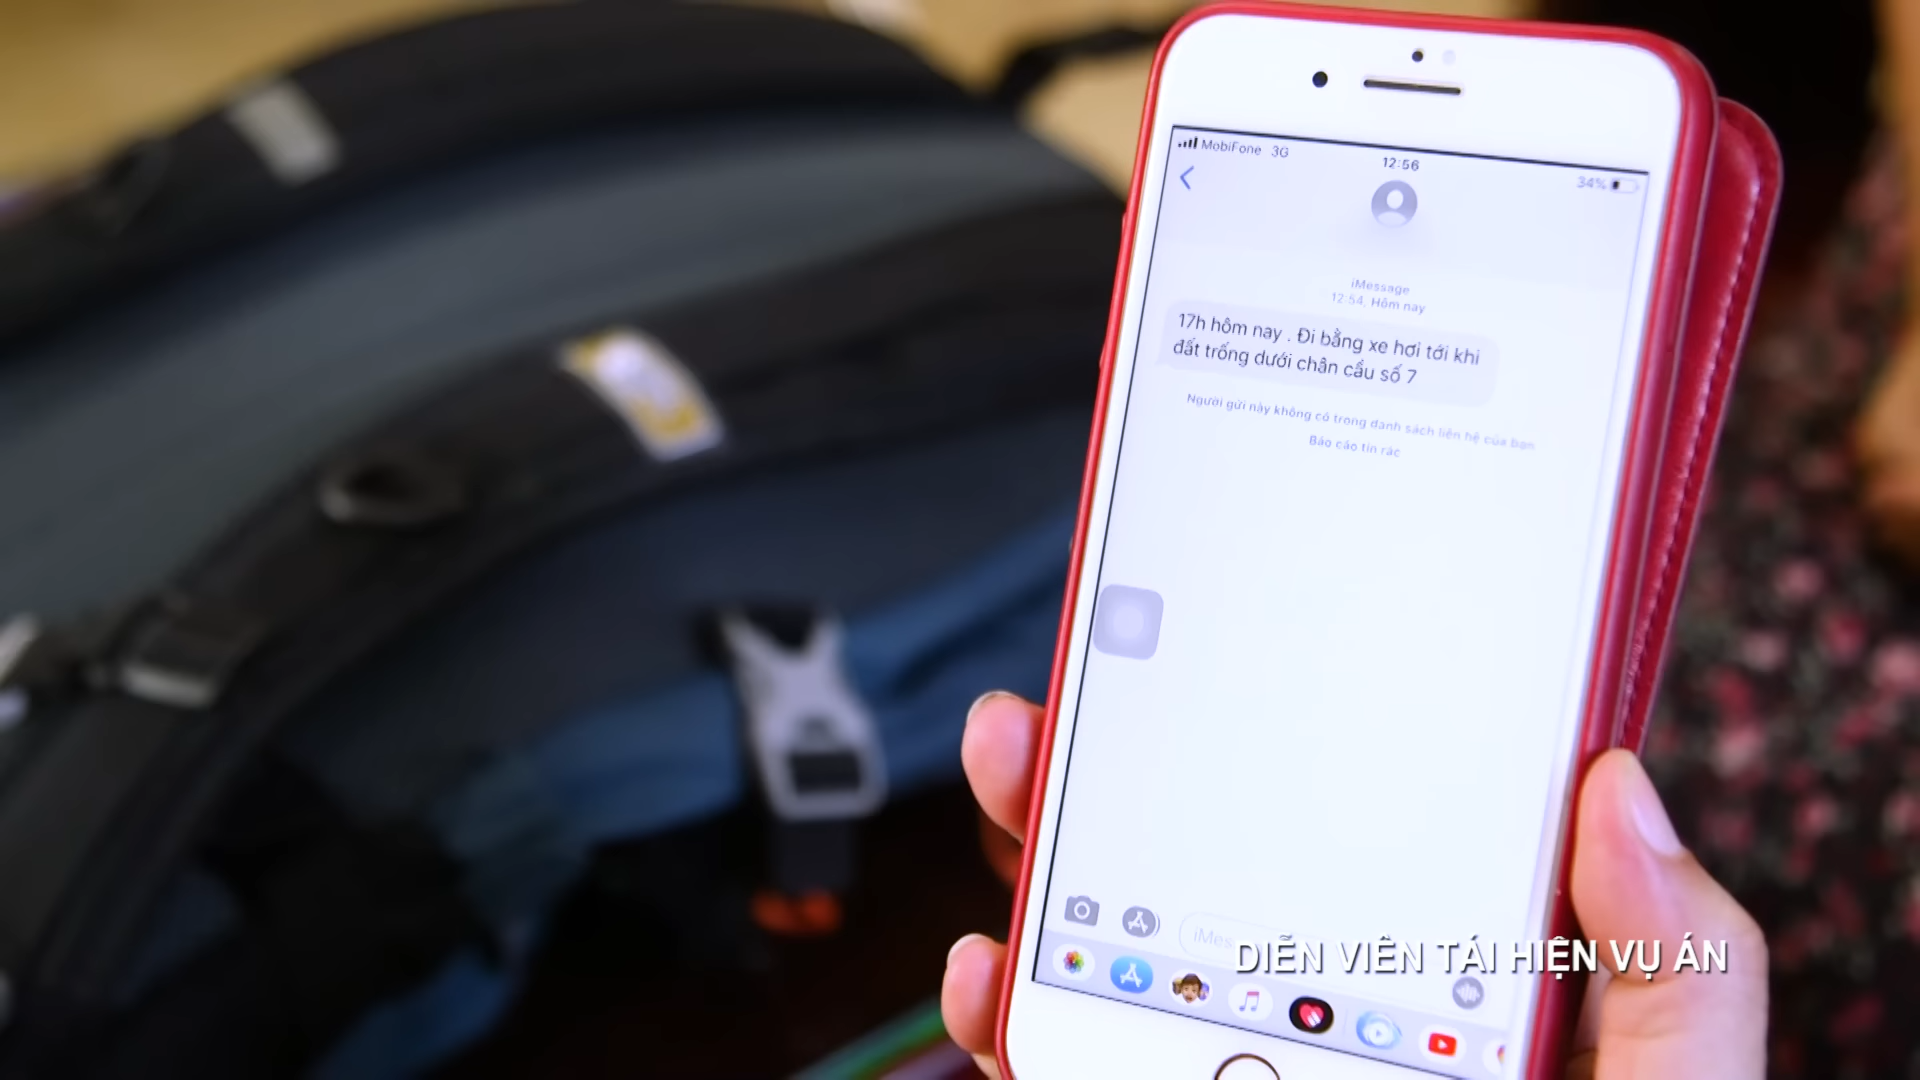 MobiFone 3G
12:56
34%
iMessage
12:54, Hôm nay
17h hôm nay . Đi bằng xe hơi tới khi
đất trống dưới chân cầu số 7
Người gửi này không có trong danh sách liên hệ của bạn
Báo cáo tin rác
iMes
DIỄN VIÊN TÁI HIỆN VỤ ÁN